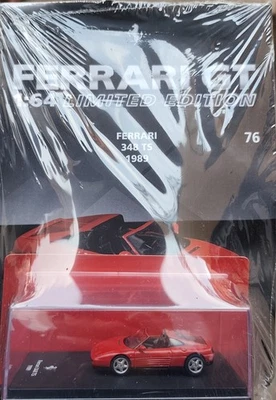 FERRARI GT
1:64 LIMITED EDITION
FERRARI
348 TS
1989
76